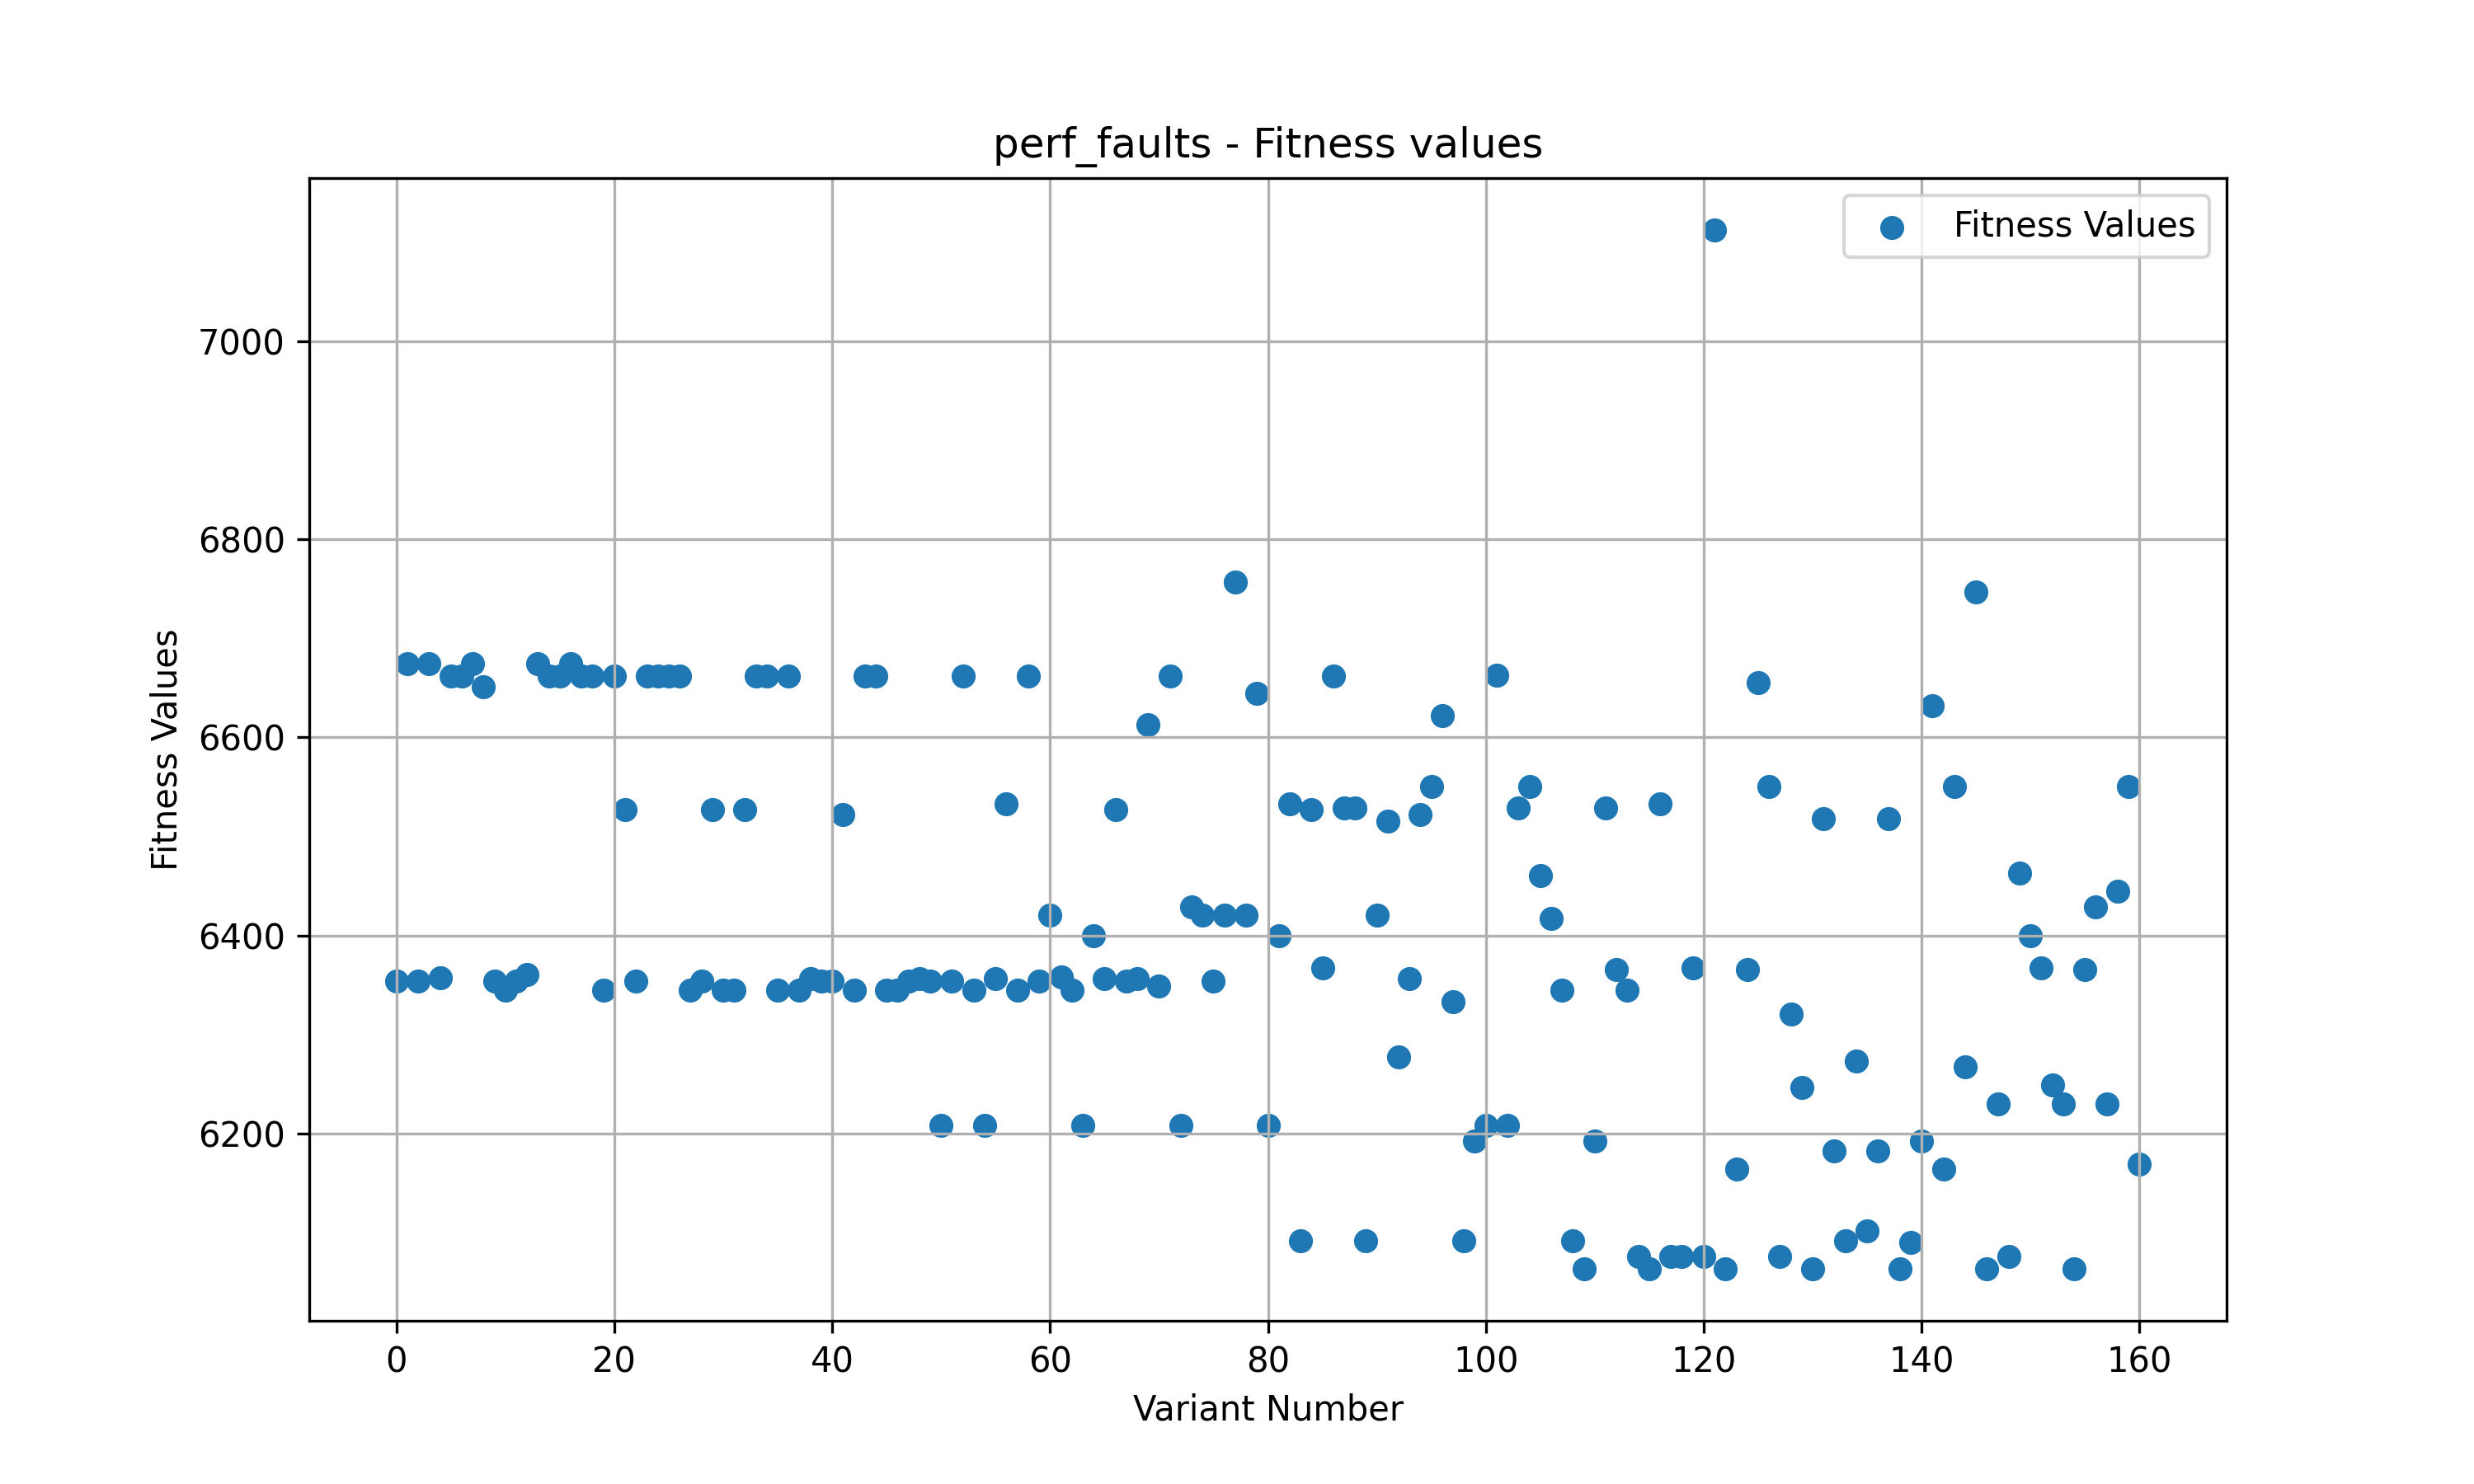 perf_faults - Fitness values
Fitness Values
7000
6800
6600
6400
6200
Fitness Values
0 20 40 60 80 100 120 140 160
Variant Number